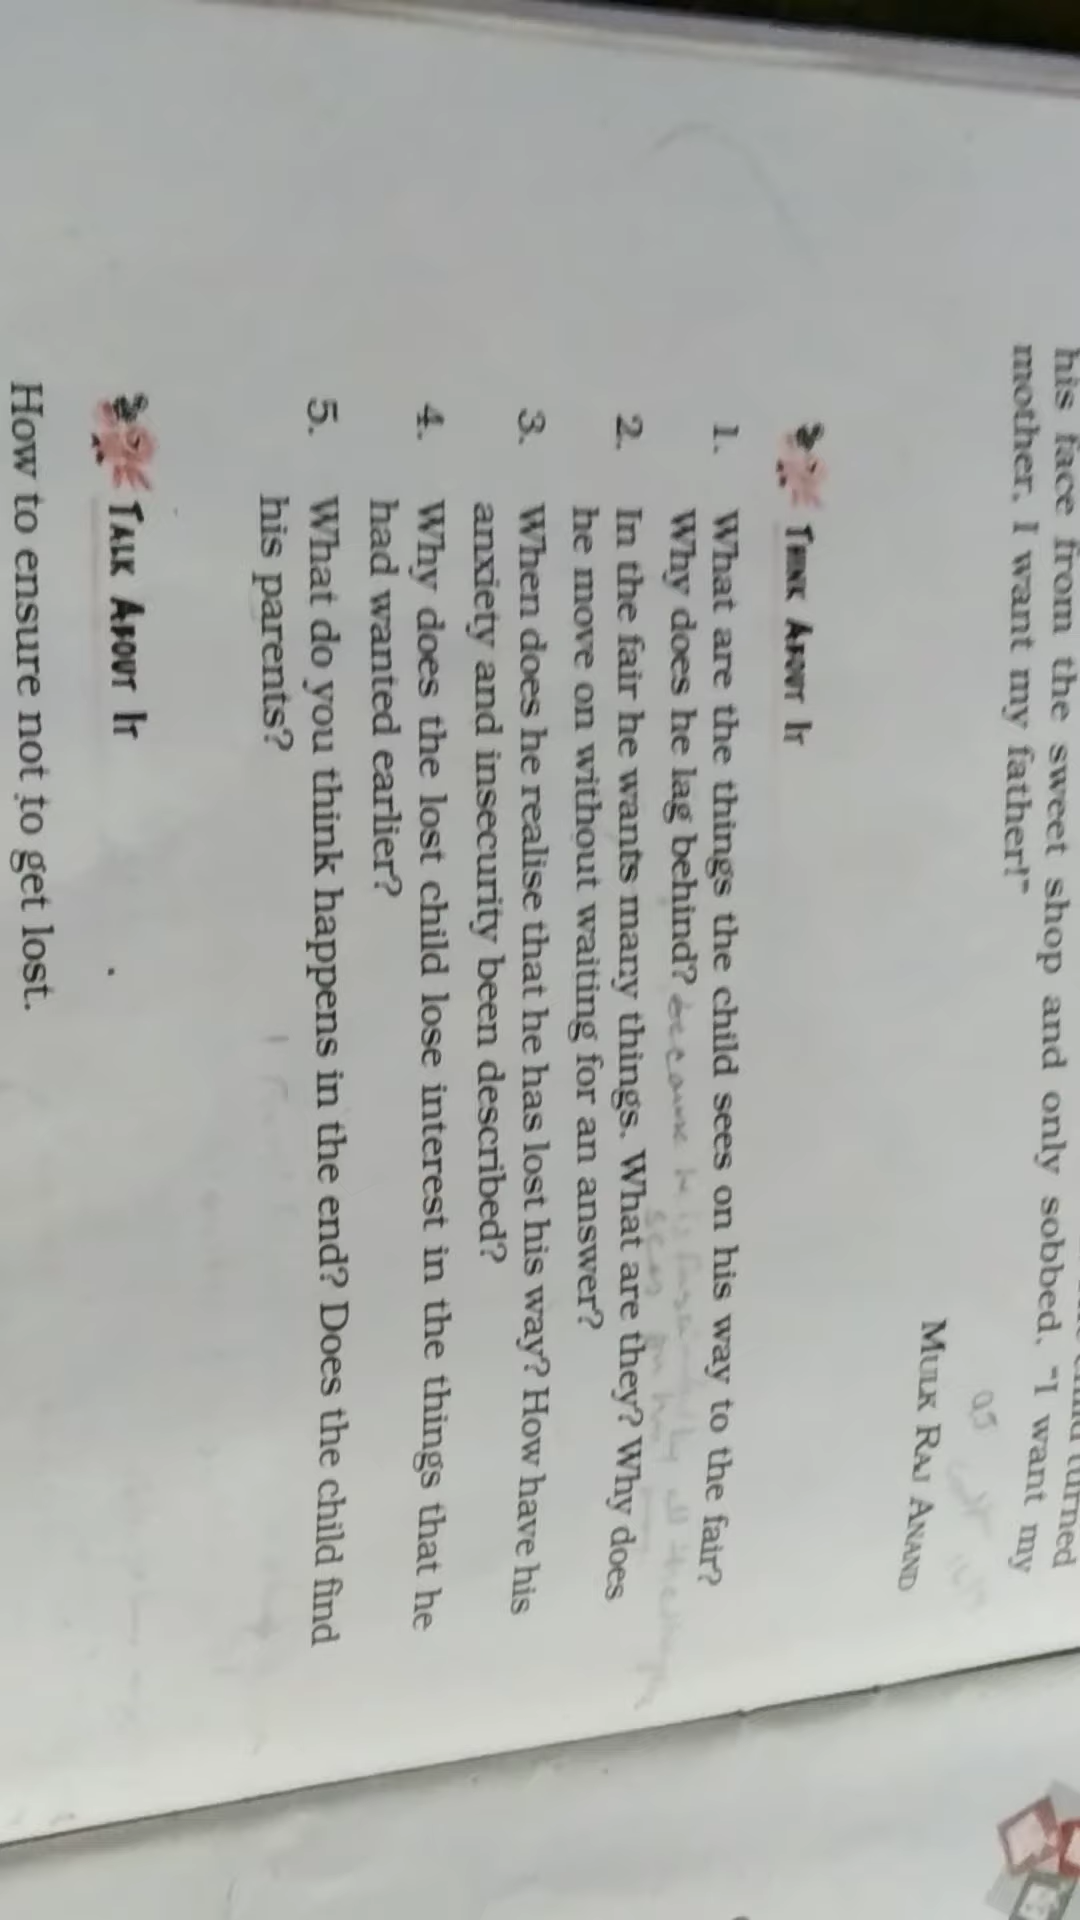 his face from the sweet shop and only sobbed, "I want my
mother, I want my father!"
MULK RAJ ANAND
THINK ABOUT IT
1. What are the things the child sees on his way to the fair?
Why does he lag behind? because he is
2. In the fair he wants many things. What are they? Why does
he move on without waiting for an answer?
3. When does he realise that he has lost his way? How have his
anxiety and insecurity been described?
4. Why does the lost child lose interest in the things that he
had wanted earlier?
5. What do you think happens in the end? Does the child find
his parents?
TALK ABOUT IT
How to ensure not to get lost.